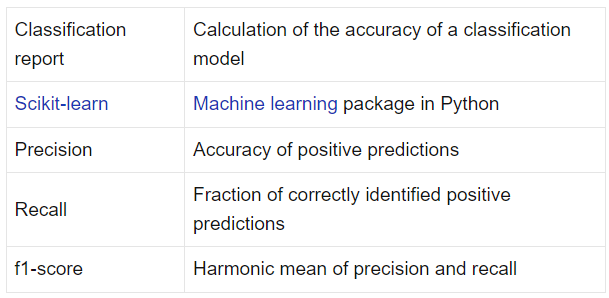 Classification
report
Calculation of the accuracy of a classification
model
Scikit-learn
Machine learning package in Python
Precision
Accuracy of positive predictions
Recall
Fraction of correctly identified positive
predictions
f1-score
Harmonic mean of precision and recall